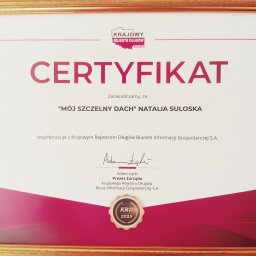 KRAJOWY
REJESTR DŁUGÓW
CERTYFIKAT
Zaświadczamy, że
"MÓJ SZCZELNY DACH" NATALIA SULOSKA
współpracuje z Krajowym Rejestrem Długów Biurem Informacji Gospodarczej S.A.
Adam Łącki
Prezes Zarządu
Krajowego Rejestru Długów
Biura Informacji Gospodarczej S.A.
KRD
2023